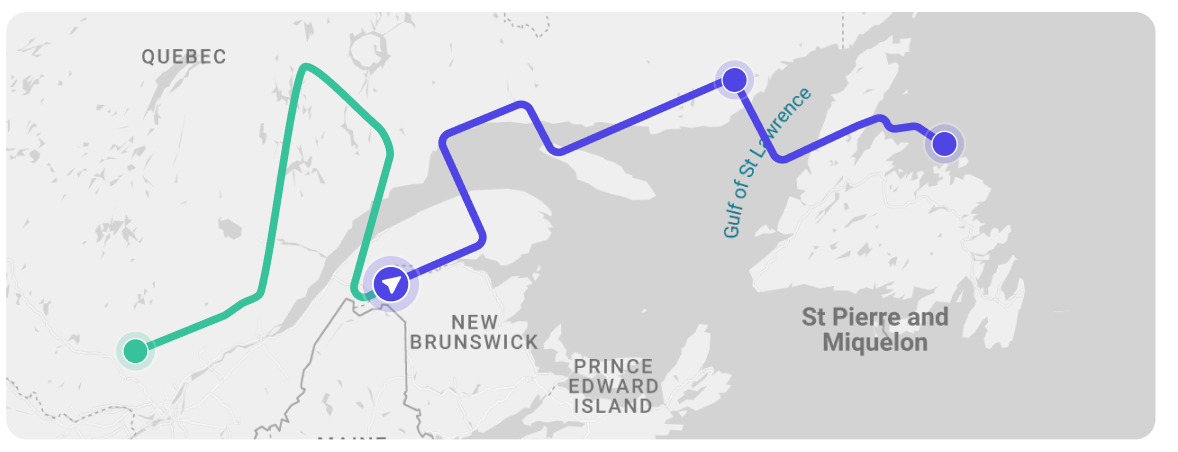 QUEBEC
Gulf of St Lawrence
St Pierre and
Miquelon
NEW
BRUNSWICK
PRINCE
EDWARD
ISLAND
MAINE